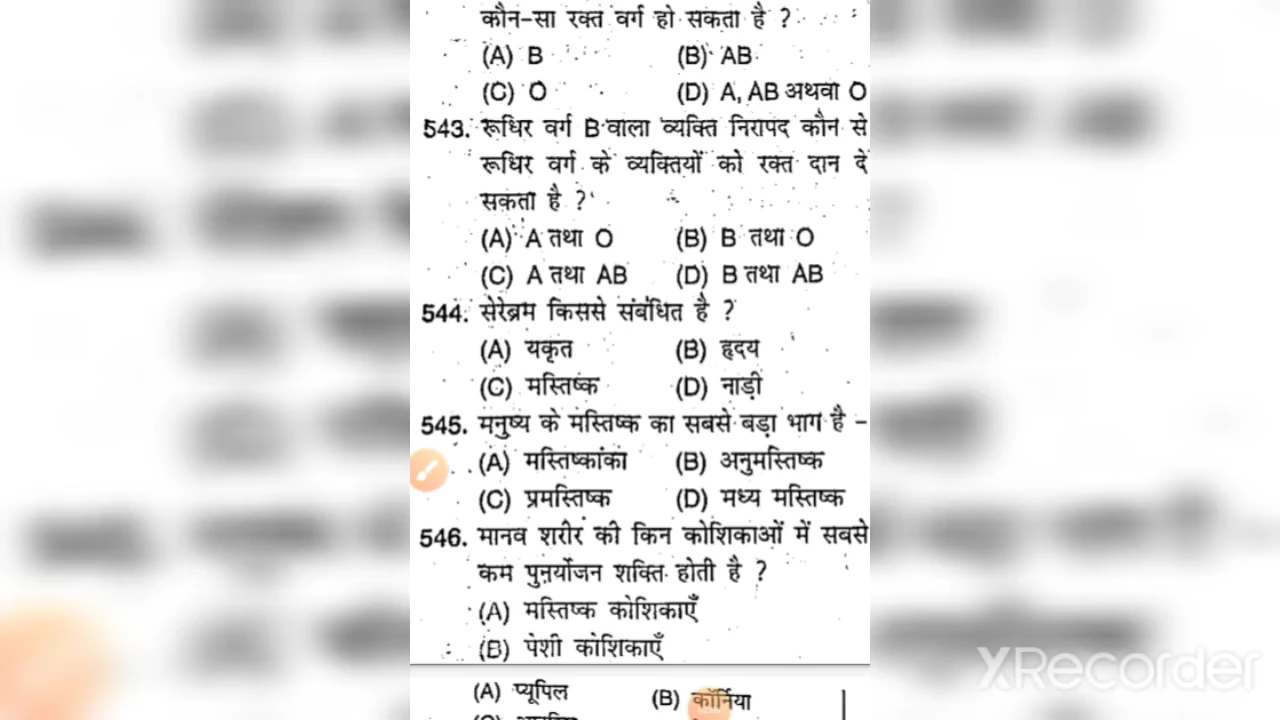 कौन-सा रक्त वर्ग हो सकता है ?
(A) B (B) AB
(C) O (D) A, AB अथवा O
543. रूधिर वर्ग B वाला व्यक्ति निरापद कौन से
रूधिर वर्ग के व्यक्तियों को रक्त दान दे
सकता है ?
(A) A तथा O (B) B तथा O
(C) A तथा AB (D) B तथा AB
544. सेरेब्रम किससे संबंधित है ?
(A) यकृत (B) हृदय
(C) मस्तिष्क (D) नाड़ी
545. मनुष्य के मस्तिष्क का सबसे बड़ा भाग है –
(A) मस्तिष्कांका (B) अनुमस्तिष्क
(C) प्रमस्तिष्क (D) मध्य मस्तिष्क
546. मानव शरीर की किन कोशिकाओं में सबसे
कम पुनर्योजन शक्ति होती है ?
(A) मस्तिष्क कोशिकाएँ
(B) पेशी कोशिकाएँ
(A) प्यूपिल (B) कॉर्निया
XRecorder